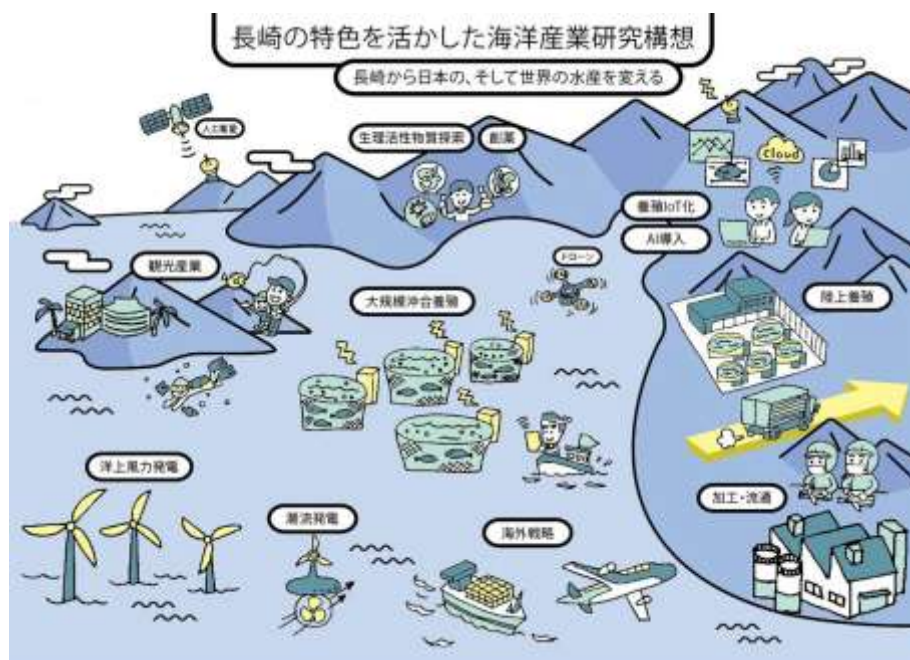 長崎の特色を活かした海洋産業研究構想
長崎から日本の、そして世界の水産を変える
人工衛星
生理活性物質探索
創薬
cloud
養殖IoT化
AI導入
観光産業
ドローン
大規模沖合養殖
陸上養殖
洋上風力発電
潮流発電
海外戦略
加工・流通